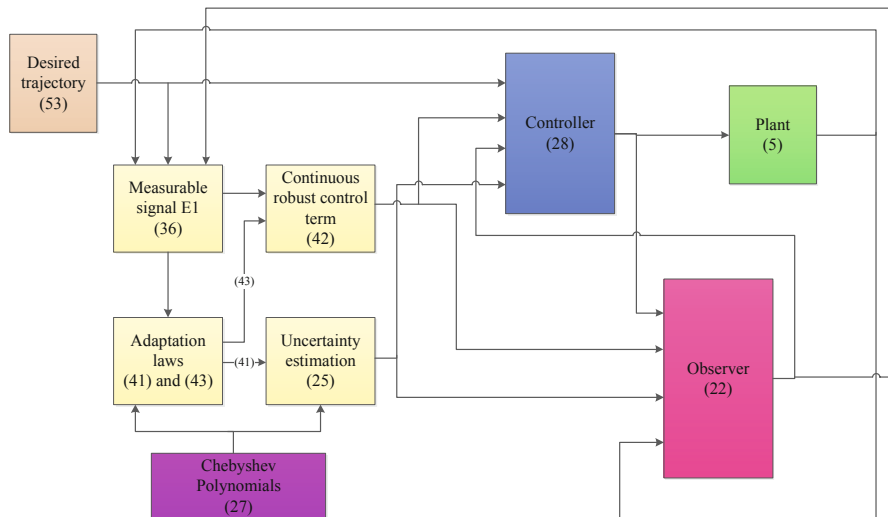 Desired
trajectory
(53)
Controller
(28)
Plant
(5)
Measurable
signal E1
(36)
Continuous
robust control
term
(42)
(43)
Adaptation
laws
(41) and (43)
(41)
Uncertainty
estimation
(25)
Observer
(22)
Chebyshev
Polynomials
(27)